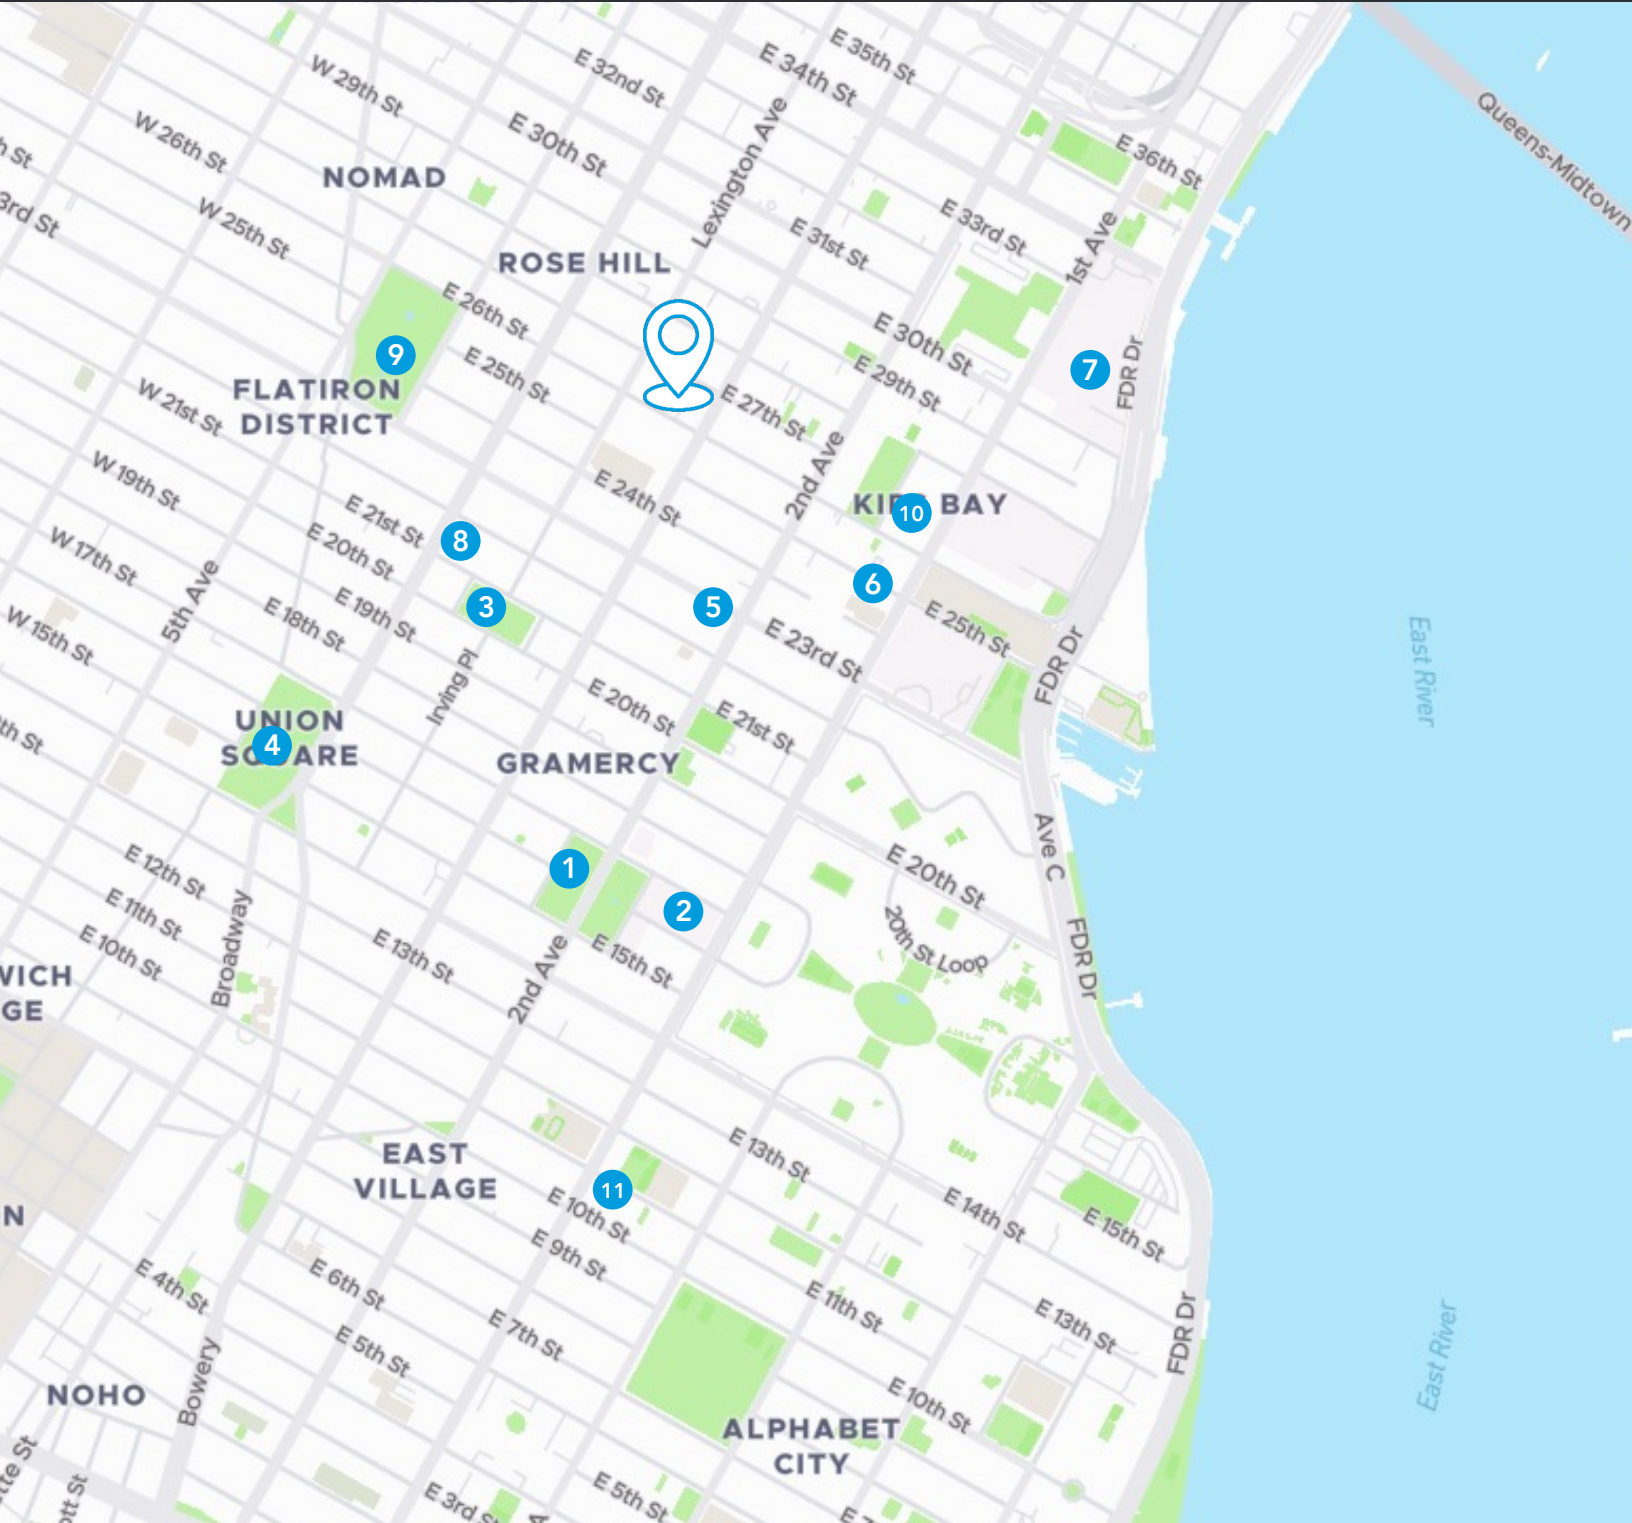 E 35th St
E 34th St
E 32nd St
W 29th St
Queens-Midtown
W 26th St
E 30th St
Lexington Ave
E 36th St
NOMAD
3rd St
W 25th St
E 33rd St
E 31st St
1st Ave
ROSE HILL
E 26th St
E 30th St
9
E 25th St
7
FDR Dr
E 29th St
FLATIRON
DISTRICT
W 21st St
E 27th St
2nd Ave
W 19th St
E 24th St
KIPS BAY
10
E 21st St
8
E 20th St
W 17th St
5th Ave
6
3
5
E 19th St
E 18th St
E 25th St
W 15th St
E 23rd St
FDR Dr
East River
Irving Pl
E 20th St
E 21st St
UNION
SQUARE
4
th St
GRAMERCY
Ave C
E 12th St
1
E 20th St
E 11th St
2
Broadway
E 10th St
E 13th St
E 15th St
20th St Loop
FDR Dr
2nd Ave
WICH
GE
E 13th St
EAST
VILLAGE
11
E 10th St
E 14th St
E 15th St
N
E 9th St
E 4th St
E 6th St
E 11th St
E 13th St
FDR Dr
East River
E 7th St
E 5th St
NOHO
Bowery
E 10th St
ALPHABET
CITY
tte St
ott St
E 3rd St
E 5th St
A
E 7